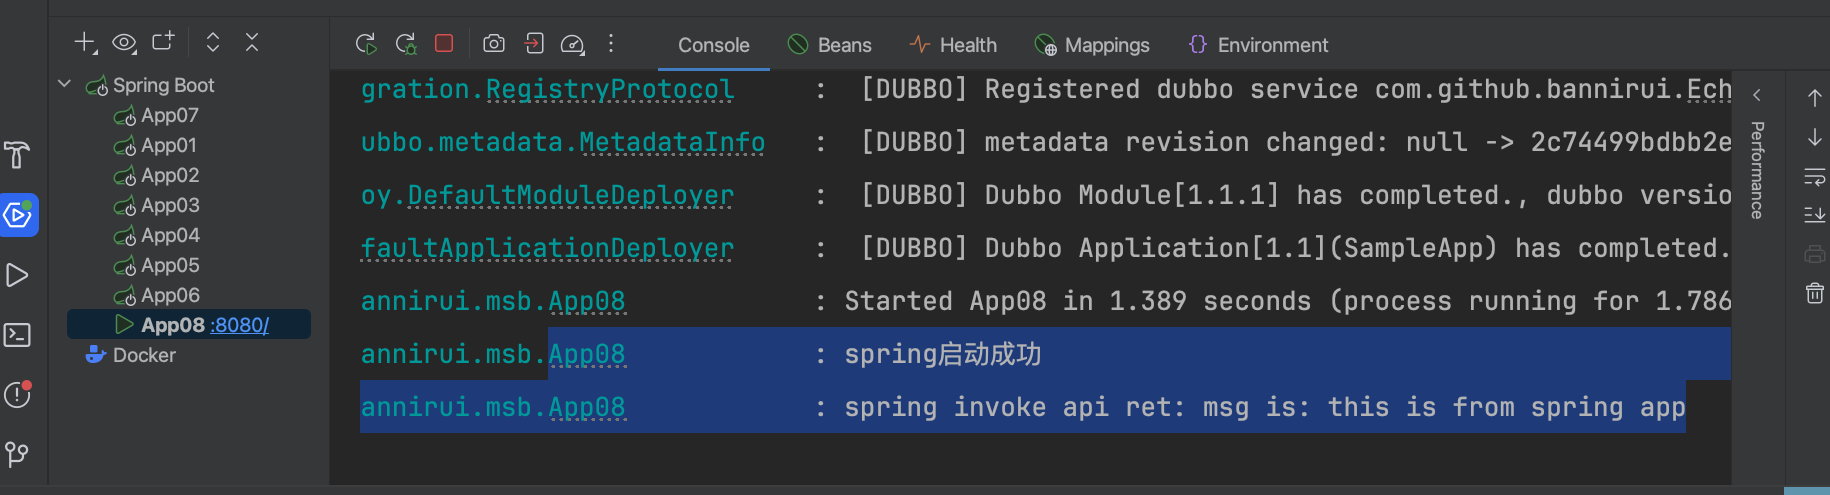 Console
Beans
Health
Mappings
Environment
Spring Boot
App07
App01
App02
App03
App04
App05
App06
App08 :8080/
Docker
gration.RegistryProtocol : [DUBBO] Registered dubbo service com.github.bannirui.Ech
ubbo.metadata.MetadataInfo : [DUBBO] metadata revision changed: null -> 2c74499bdbb2e
oy.DefaultModuleDeployer : [DUBBO] Dubbo Module[1.1.1] has completed., dubbo versio
faultApplicationDeployer : [DUBBO] Dubbo Application[1.1](SampleApp) has completed.
annirui.msb.App08 : Started App08 in 1.389 seconds (process running for 1.786
annirui.msb.App08 : spring启动成功
annirui.msb.App08 : spring invoke api ret: msg is: this is from spring app
Performance